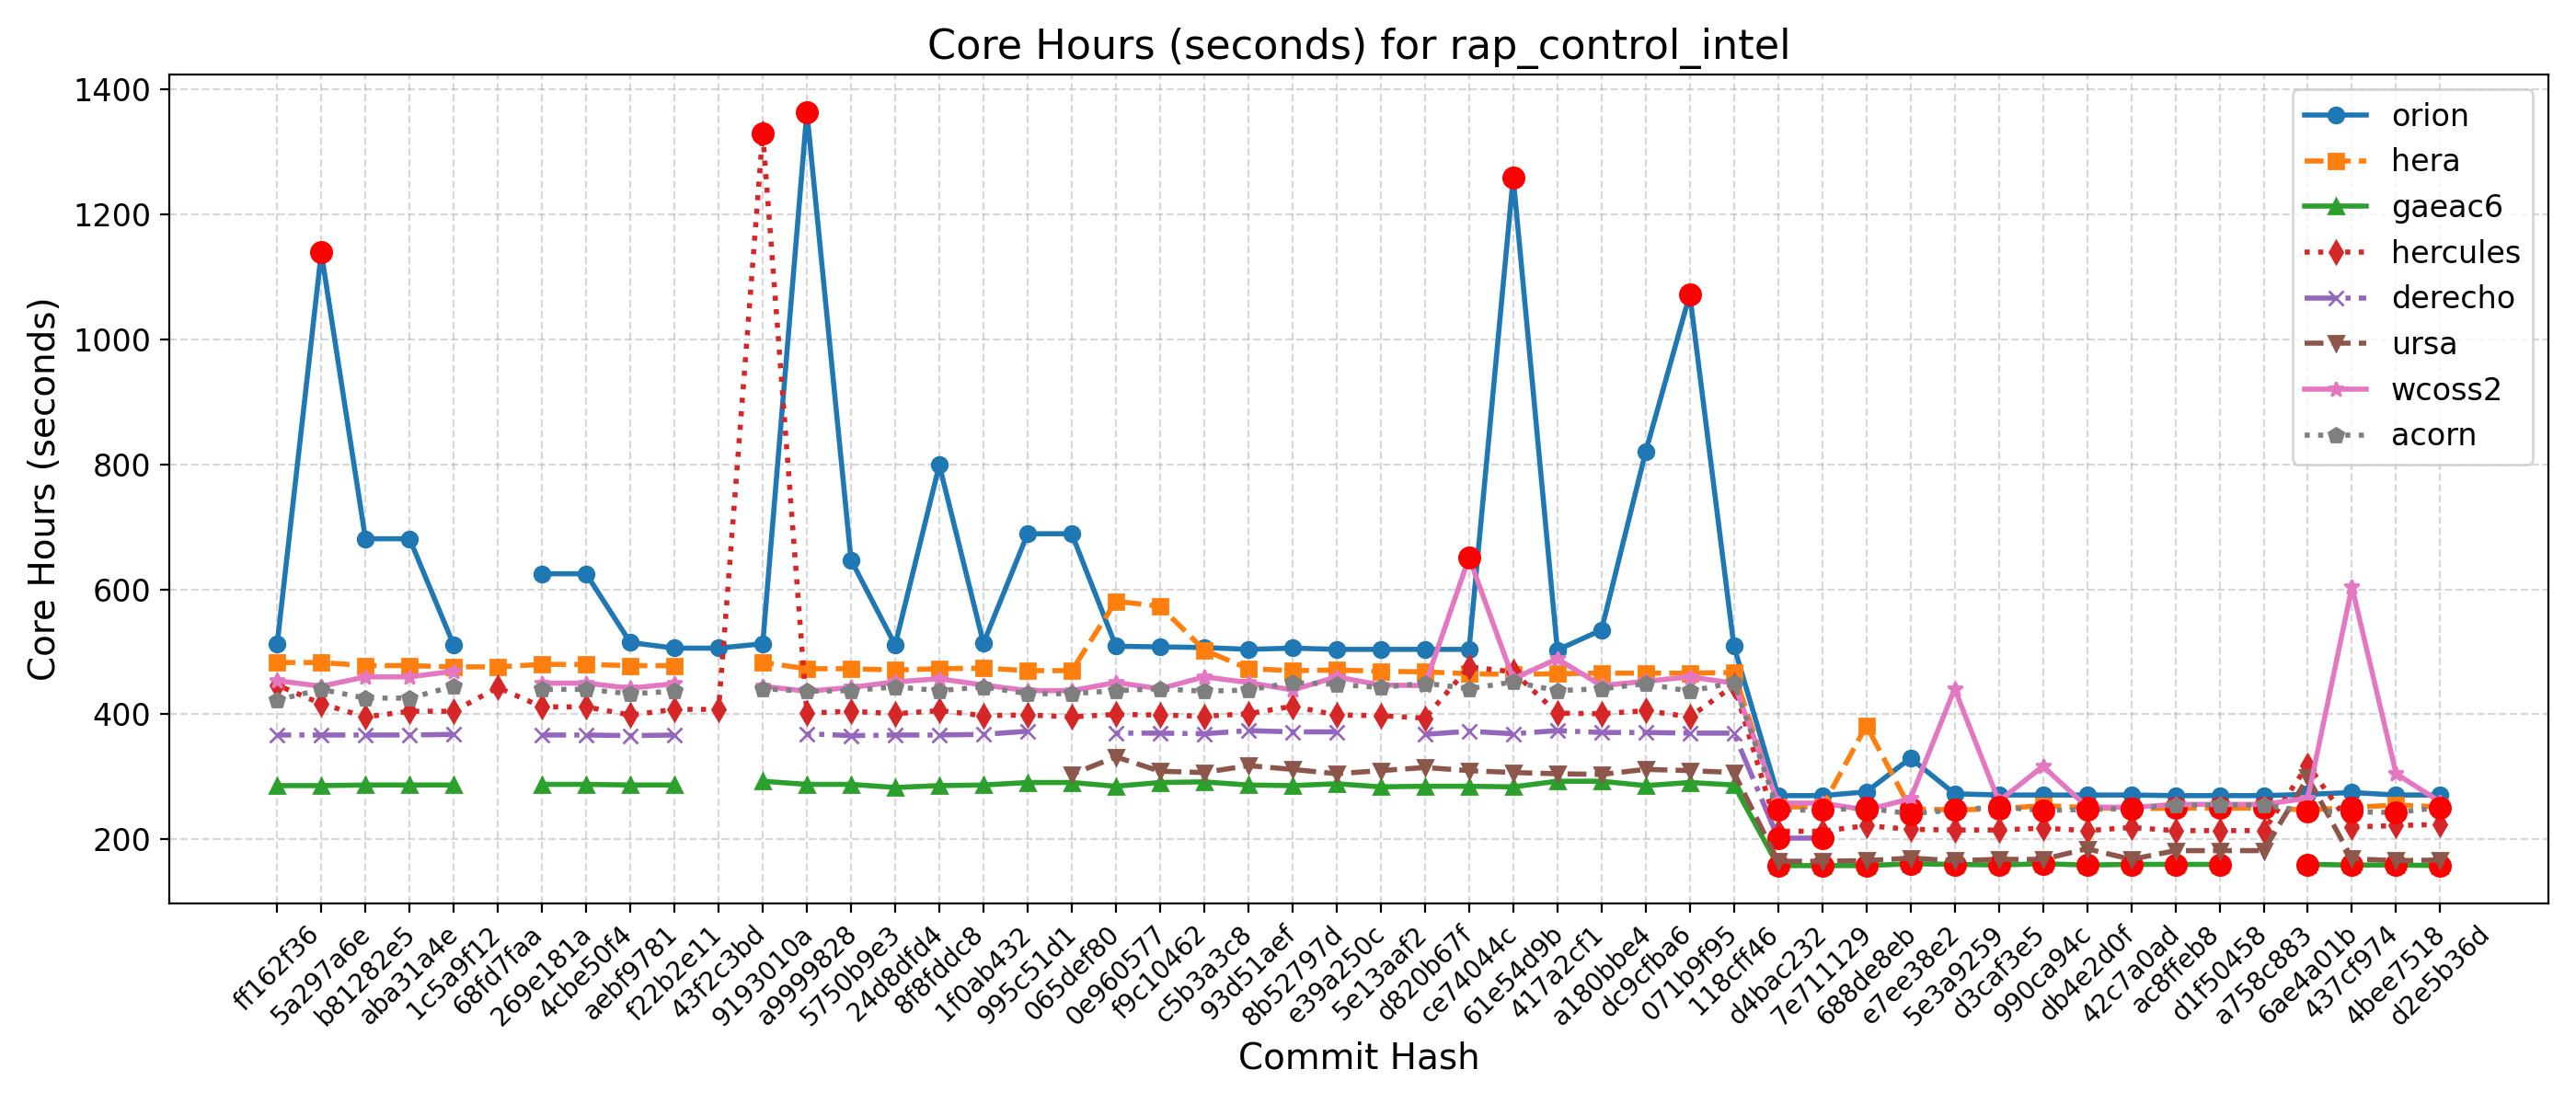 Core Hours (seconds) for rap_control_intel
Core Hours (seconds)
1400
1200
1000
800
600
400
200
orion
hera
gaeac6
hercules
derecho
ursa
wcoss2
acorn
ff162f36
5a297a6e
b81282e5
aba31a4e
1c5a9f12
68fd7faa
269e181a
4cbe50f4
aebf9781
f22b2e11
43f2c3bd
9193010a
a9999828
5750b9e3
24d8dfd4
8f8fddc8
1f0ab432
995c51d1
065def80
0e960577
f9c10462
c5b3a3c8
93d51aef
8b52797d
e39a250c
5e13aaf2
d820b67f
ce74044c
61e54d9b
417a2cf1
a180bbe4
dc9cfba6
071b9f95
118cff46
d4bac232
7e711129
688de8eb
e7ee38e2
5e3a9259
d3caf3e5
990ca94c
db4e2d0f
42c7a0ad
ac8ffeb8
d1f50458
a758c883
6ae4a01b
437cf974
4bee7518
d2e5b36d
Commit Hash